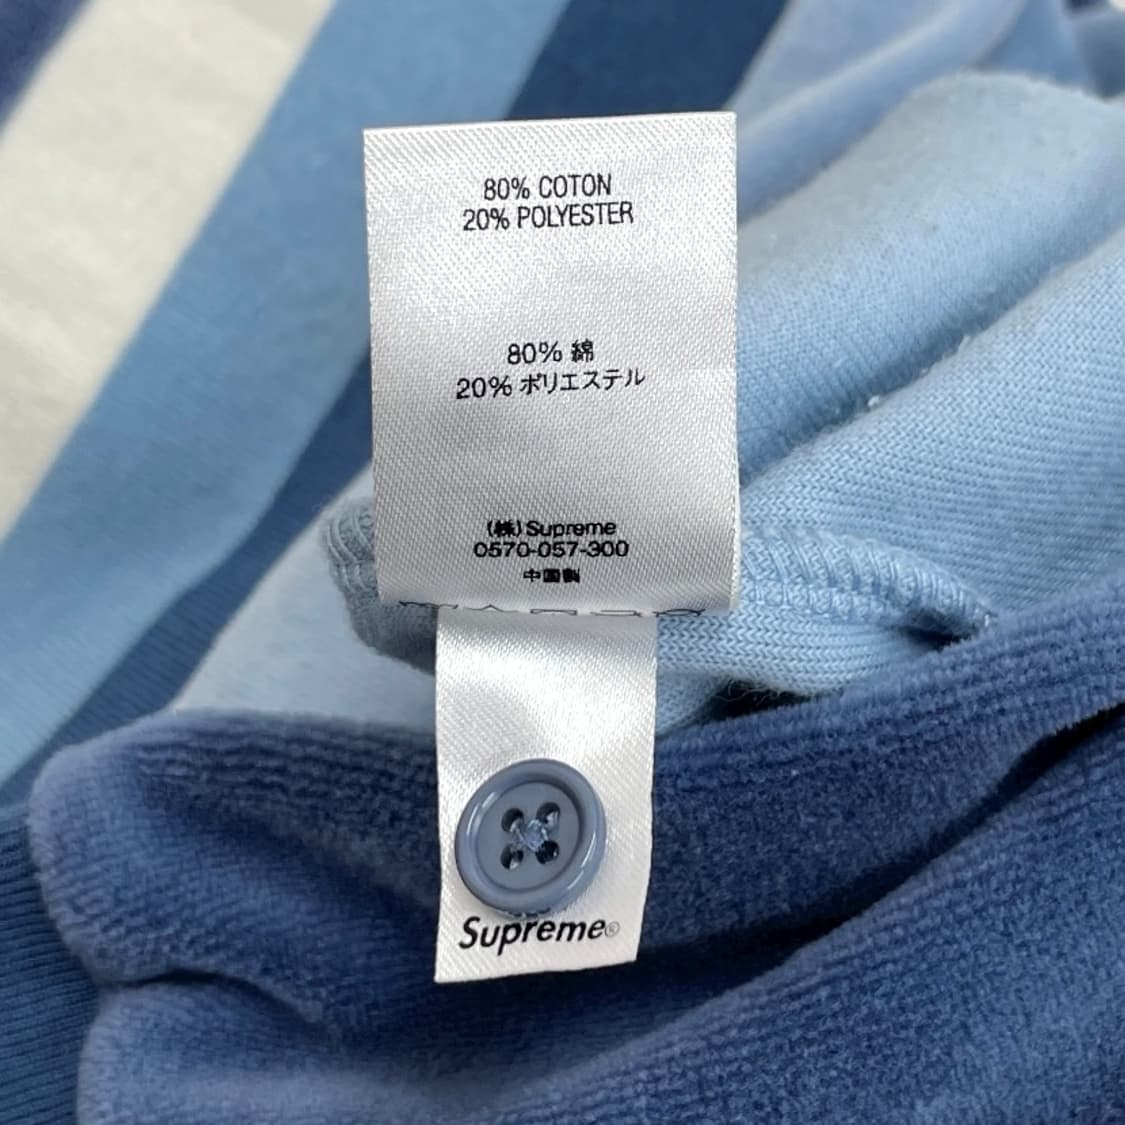 80% COTON
20% POLYESTER
80% 綿
20% ポリエステル
(株)Supreme
0570-057-300
中国製
Supreme®